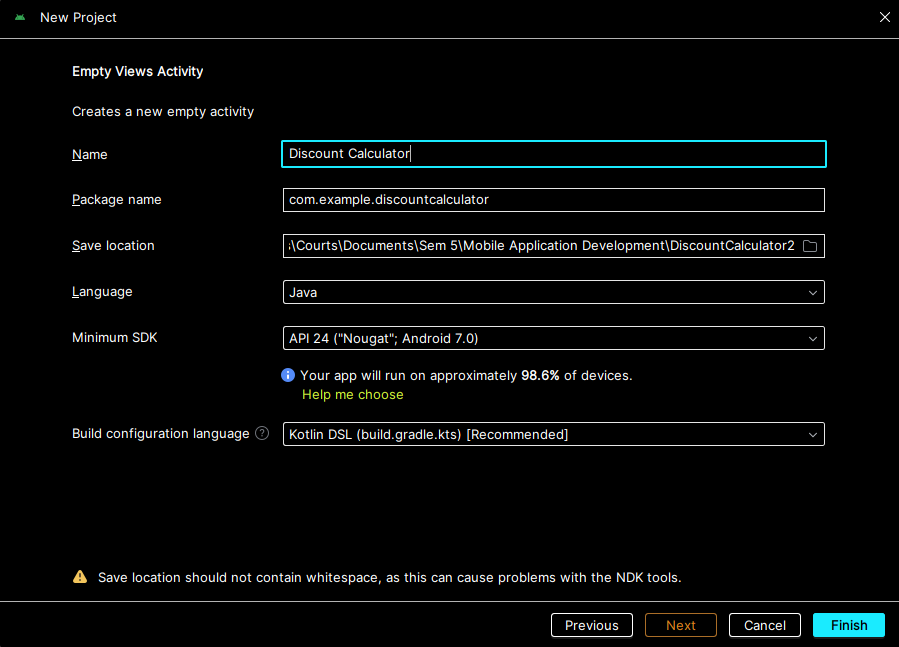 New Project
Empty Views Activity
Creates a new empty activity
Name Discount Calculator
Package name com.example.discountcalculator
Save location :\Courts\Documents\Sem 5\Mobile Application Development\DiscountCalculator2
Language Java
Minimum SDK API 24 ("Nougat"; Android 7.0)
Your app will run on approximately 98.6% of devices.
Help me choose
Build configuration language ? Kotlin DSL (build.gradle.kts) [Recommended]
Save location should not contain whitespace, as this can cause problems with the NDK tools.
Previous Next Cancel Finish